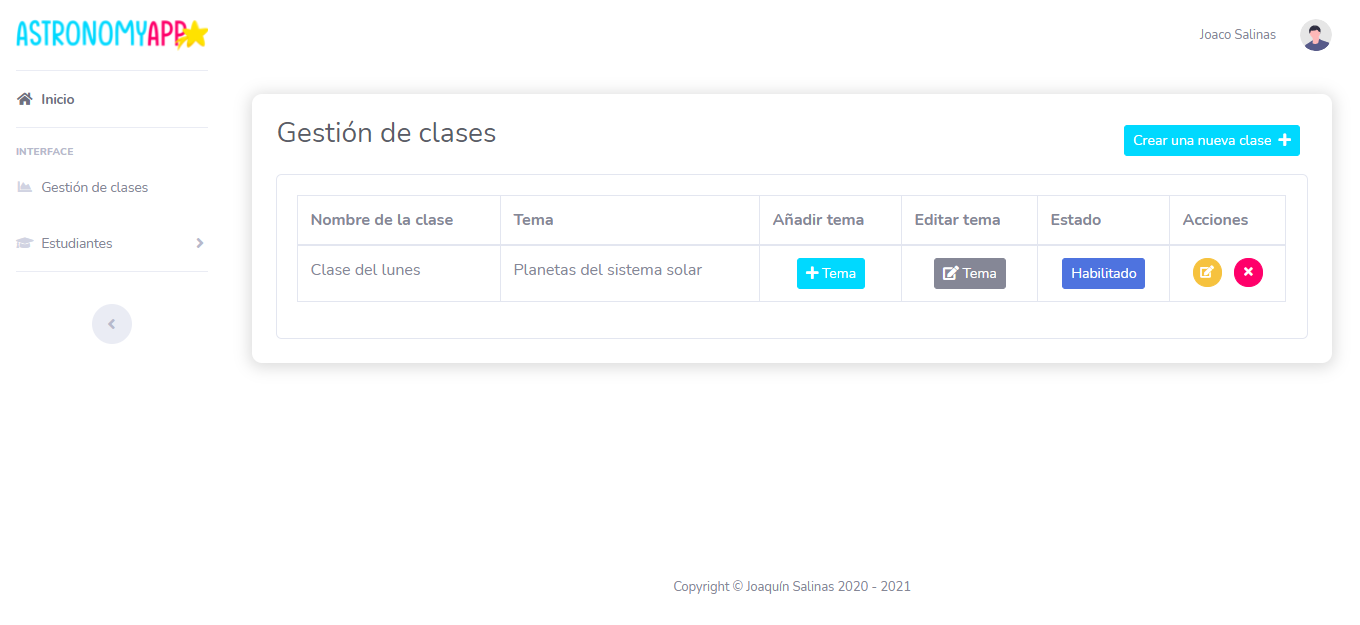 ASTRONOMYAPP
Joaco Salinas
Inicio
INTERFACE
Gestión de clases
Estudiantes
Gestión de clases
Crear una nueva clase
Nombre de la clase Tema Añadir tema Editar tema Estado Acciones
Clase del lunes Planetas del sistema solar Tema Tema Habilitado
Copyright © Joaquín Salinas 2020 - 2021